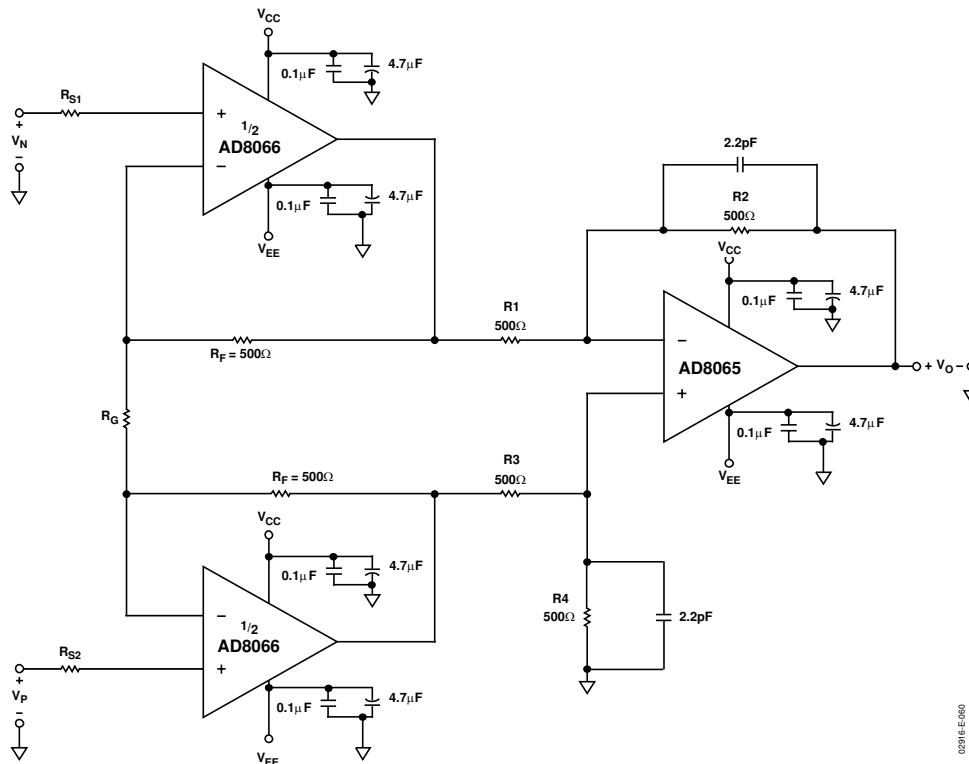 VCC
4.7μF
0.1μF
RS1
+
VN
−
+
1/2
AD8066
−
4.7μF
0.1μF
VEE
2.2pF
R2
500Ω
VCC
4.7μF
0.1μF
R1
500Ω
RF = 500Ω
−
AD8065
+
+ VO −
RG
4.7μF
0.1μF
VEE
RF = 500Ω
R3
500Ω
VCC
4.7μF
0.1μF
R4
500Ω
2.2pF
−
1/2
AD8066
+
RS2
+
VP
−
4.7μF
0.1μF
VEE
02916-E-060